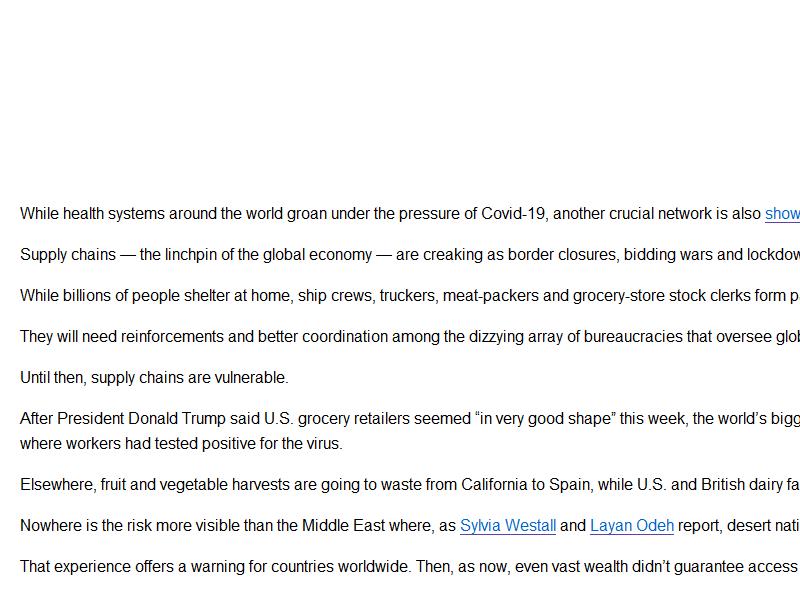 While health systems around the world groan under the pressure of Covid-19, another crucial network is also show
Supply chains — the linchpin of the global economy — are creaking as border closures, bidding wars and
While billions of people shelter at home, ship crews, truckers, meat-packers and grocery-store stock clerks form
They will need reinforcements and better coordination among the dizzying array of bureaucracies that oversee
Until then, supply chains are vulnerable.
After President Donald Trump said U.S. grocery retailers seemed “in very good shape” this week, the world’s
where workers had tested positive for the virus.
Elsewhere, fruit and vegetable harvests are going to waste from California to Spain, while U.S. and British dairy
Nowhere is the risk more visible than the Middle East where, as Sylvia Westall and Layan Odeh report, desert
That experience offers a warning for countries worldwide. Then, as now, even vast wealth didn’t guarantee access